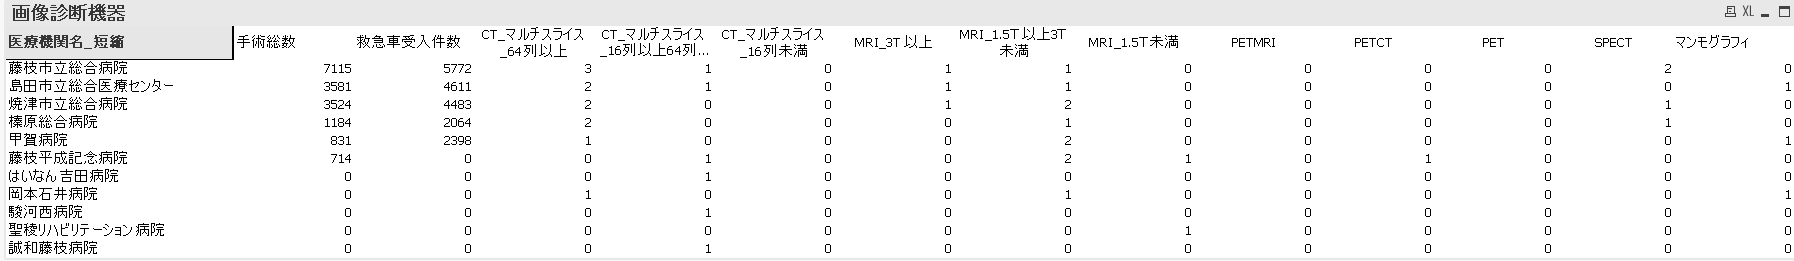 画像診断機器 XL
医療機関名_短縮 手術総数 救急車受入件数 CT_マルチスライス_64列以上 CT_マルチスライス_16列以上64列... CT_マルチスライス_16列未満 MRI_3T以上 MRI_1.5T以上3T未満 MRI_1.5T未満 PETMRI PETCT PET SPECT マンモグラフィ
藤枝市立総合病院 7115 5772 3 1 0 1 1 0 0 0 0 2 0
島田市立総合医療センター 3581 4611 2 1 0 1 1 0 0 0 0 0 1
焼津市立総合病院 3524 4483 2 0 0 1 2 0 0 0 0 1 0
榛原総合病院 1184 2064 2 0 0 0 1 0 0 0 0 1 0
甲賀病院 831 2398 1 0 0 0 2 0 0 0 0 0 1
藤枝平成記念病院 714 0 0 1 0 0 2 1 0 1 0 0 0
はいなん吉田病院 0 0 0 1 0 0 0 0 0 0 0 0 0
岡本石井病院 0 0 1 0 0 0 1 0 0 0 0 0 1
駿河西病院 0 0 0 1 0 0 0 0 0 0 0 0 0
聖稜リハビリテーション病院 0 0 0 0 0 0 0 1 0 0 0 0 0
誠和藤枝病院 0 0 0 1 0 0 0 0 0 0 0 0 0